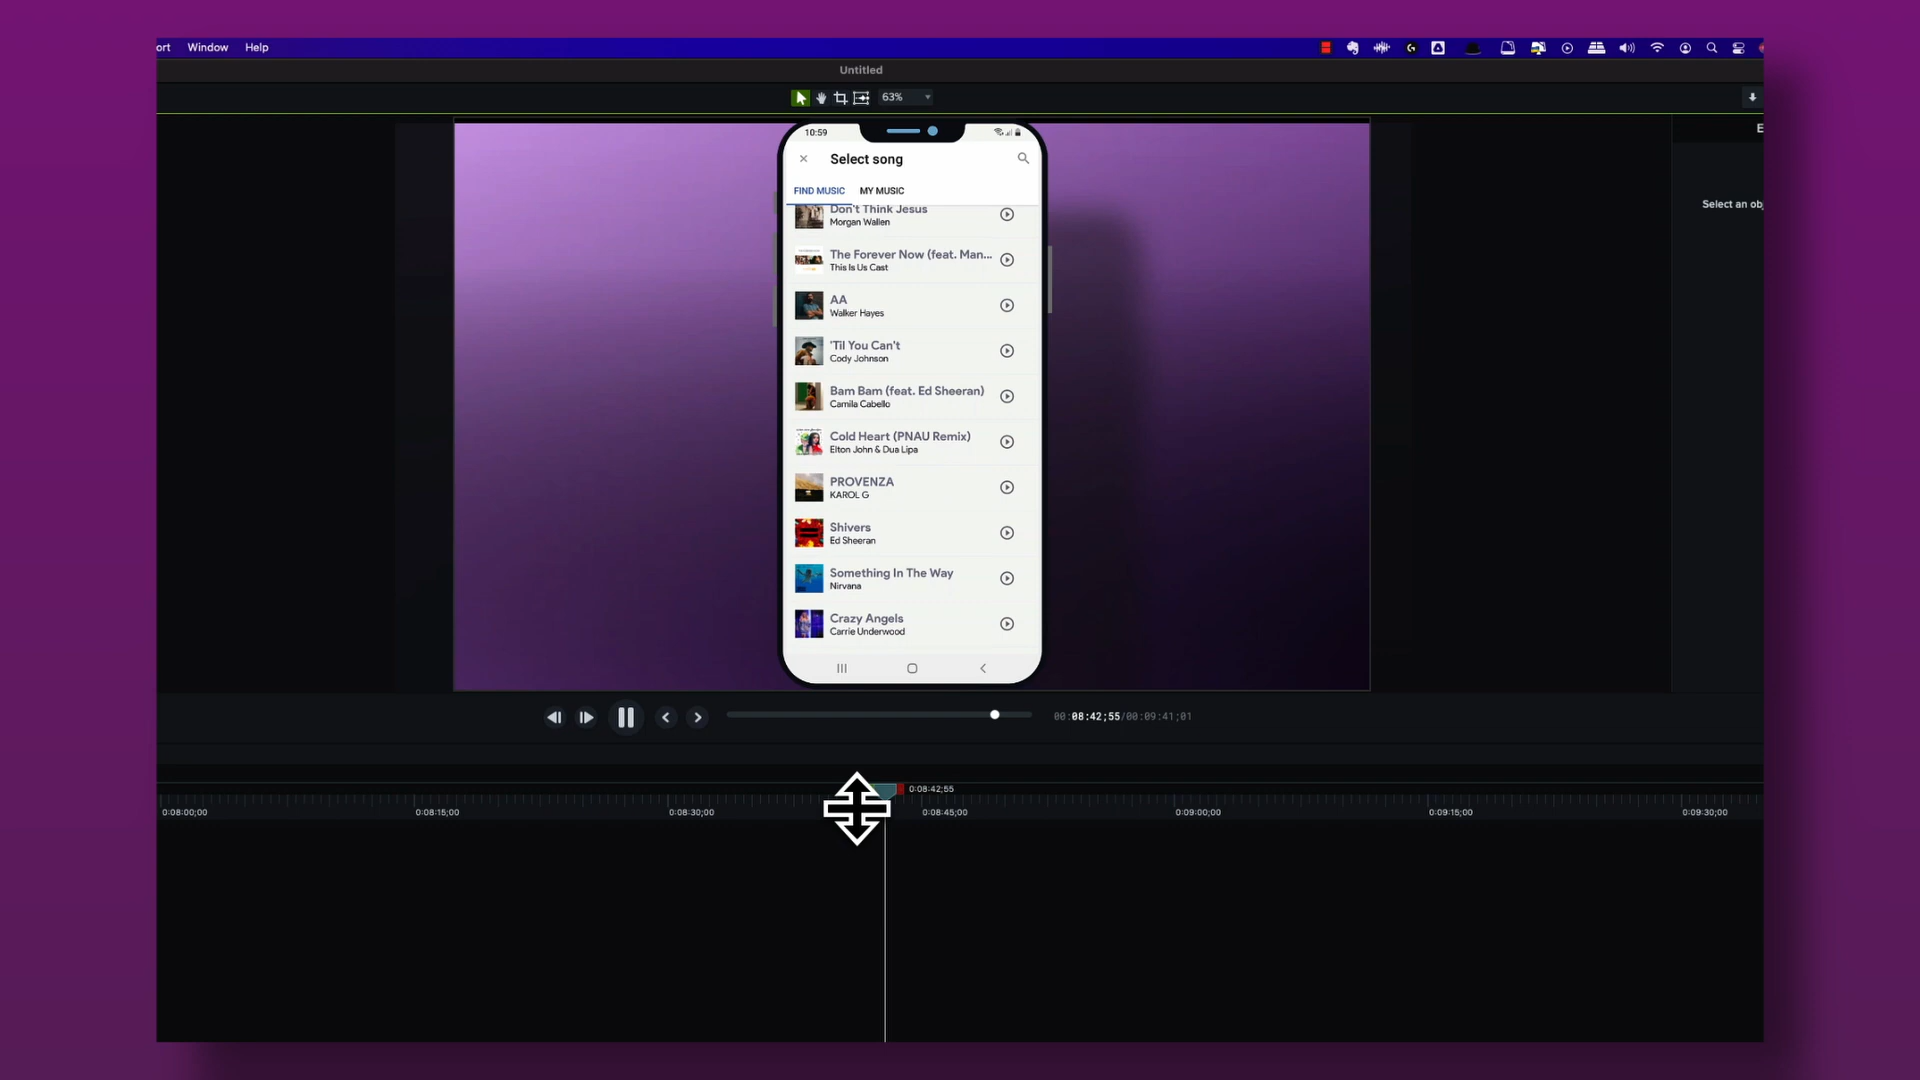 ort Window Help
Untitled
63%
E
Select an obj
10:59
Select song
FIND MUSIC MY MUSIC
Don't Think Jesus
Morgan Wallen
The Forever Now (feat. Man...
This Is Us Cast
AA
Walker Hayes
'Til You Can't
Cody Johnson
Bam Bam (feat. Ed Sheeran)
Camila Cabello
Cold Heart (PNAU Remix)
Elton John & Dua Lipa
PROVENZA
KAROL G
Shivers
Ed Sheeran
Something In The Way
Nirvana
Crazy Angels
Carrie Underwood
00:08:42;55/00:09:41;01
0:08:42;55
0:08:00;00 0:08:15;00 0:08:30;00 0:08:45;00 0:09:00;00 0:09:15;00 0:09:30;00